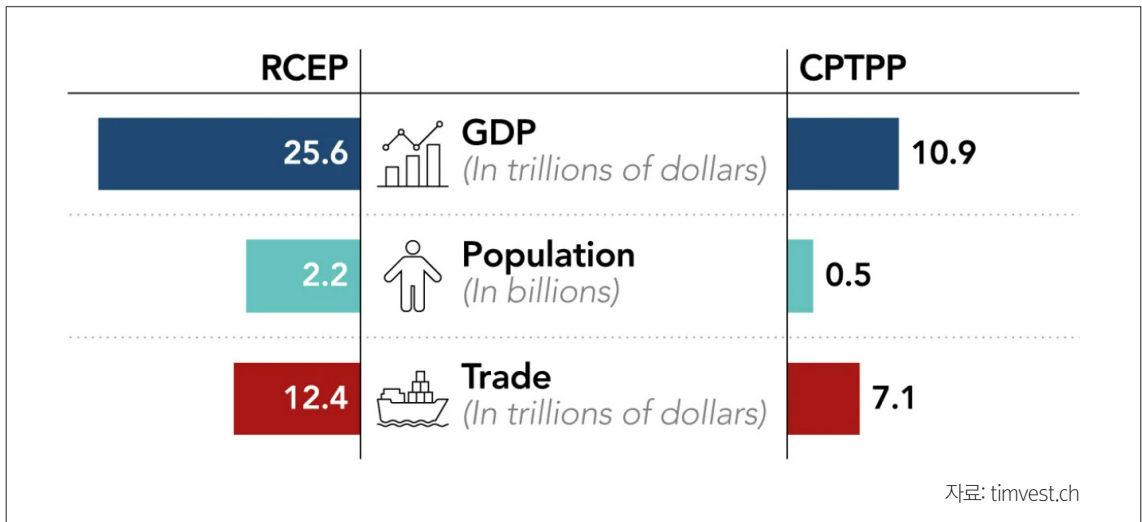 RCEP
CPTPP
25.6
GDP
(In trillions of dollars)
10.9
2.2
Population
(In billions)
0.5
12.4
Trade
(In trillions of dollars)
7.1
자료: timvest.ch